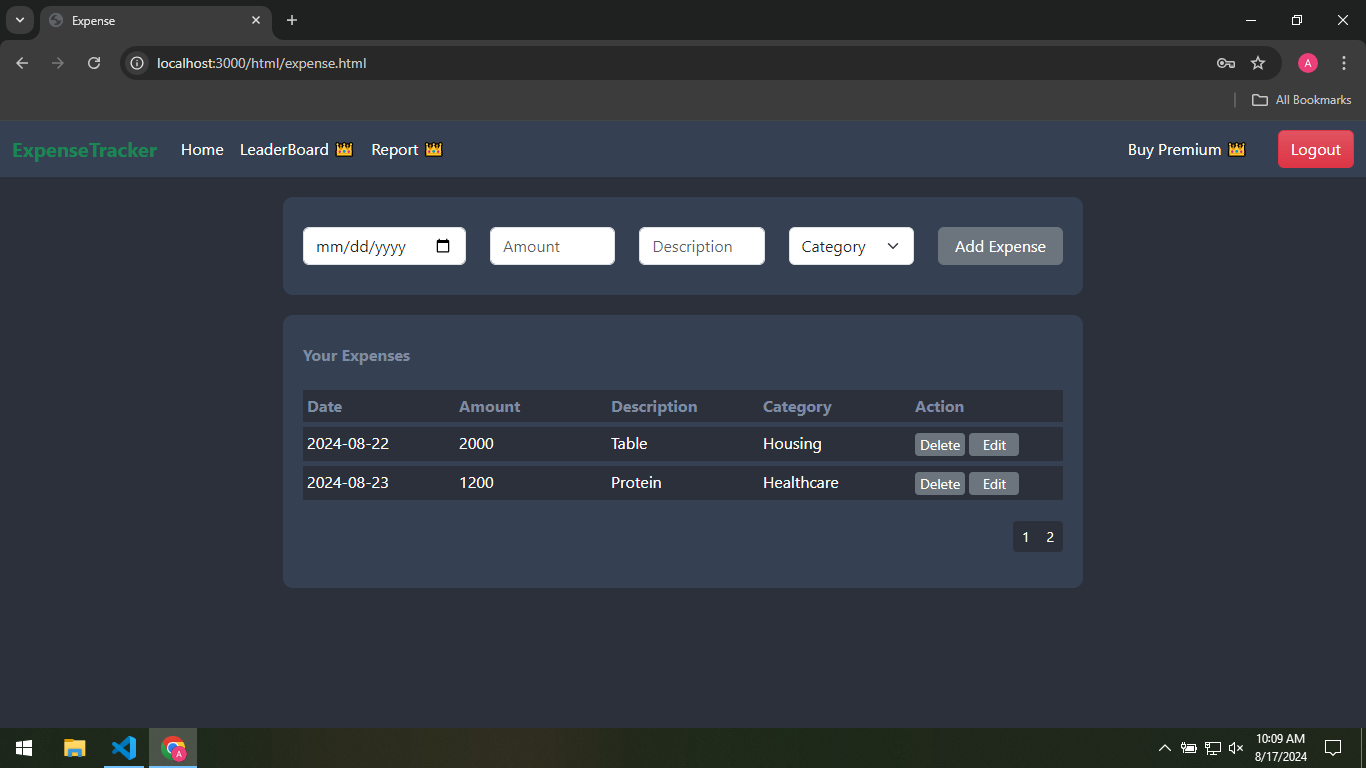 Expense
localhost:3000/html/expense.html
A
All Bookmarks
ExpenseTracker Home LeaderBoard 👑 Report 👑 Buy Premium 👑 Logout
mm/dd/yyyy Amount Description Category Add Expense
Your Expenses
Date Amount Description Category Action
2024-08-22 2000 Table Housing Delete Edit
2024-08-23 1200 Protein Healthcare Delete Edit
1 2
A
10:09 AM
8/17/2024